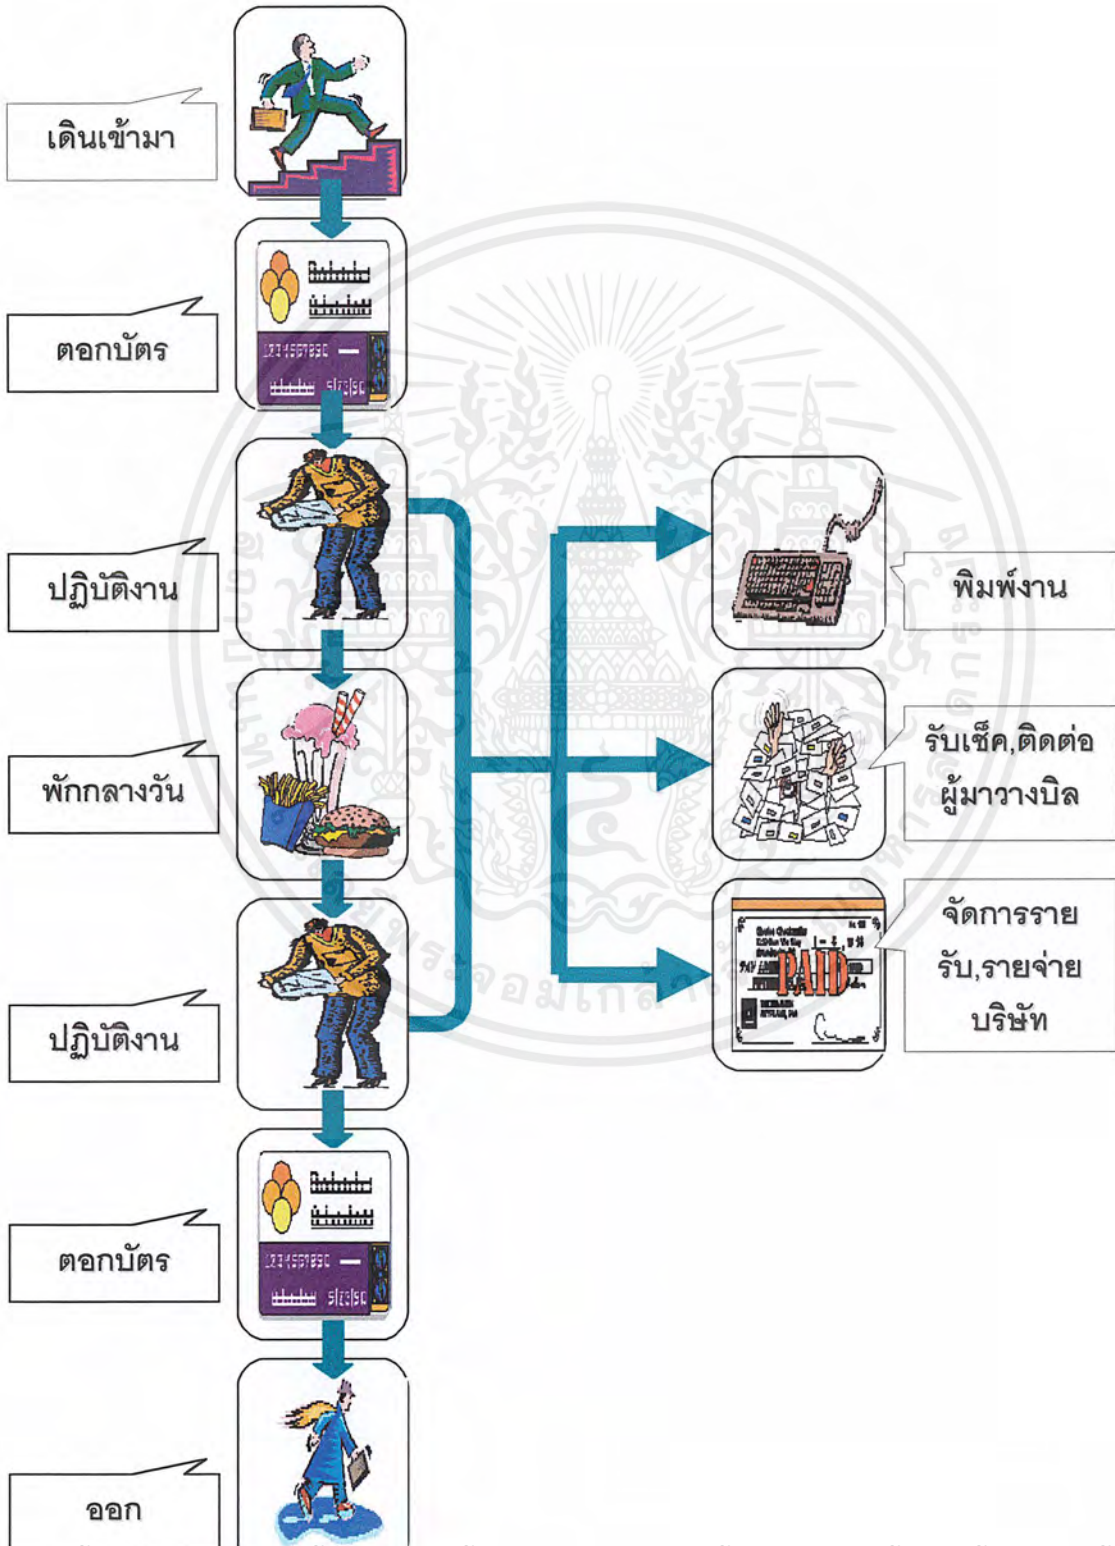 เดินเข้ามา
ตอกบัตร
ปฏิบัติงาน
พิมพ์งาน
พักกลางวัน
รับเช็ค,ติดต่อ
ผู้มาวางบิล
จัดการราย
รับ,รายจ่าย
บริษัท
PAID
ปฏิบัติงาน
ตอกบัตร
ออก